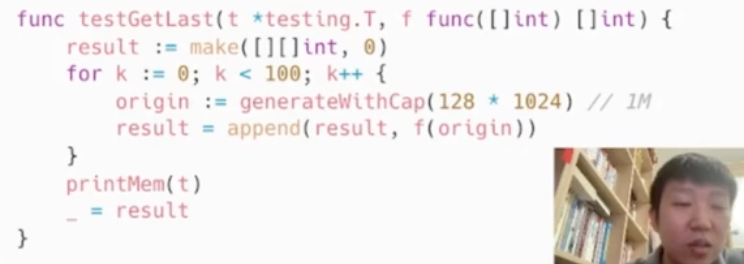 func testGetLast(t *testing.T, f func([]int) []int) {
    result := make([][]int, 0)
    for k := 0; k < 100; k++ {
        origin := generateWithCap(128 * 1024) // 1M
        result = append(result, f(origin))
    }
    printMem(t)
    _ = result
}